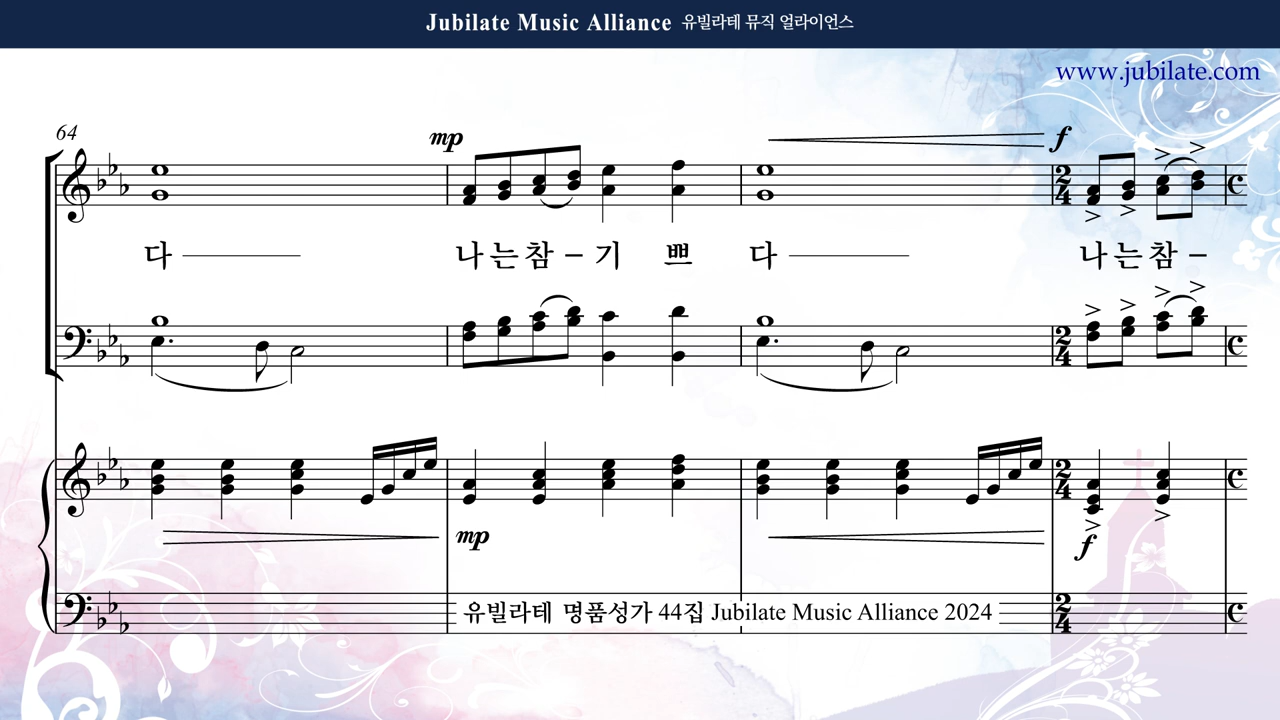 Jubilate Music Alliance 유빌라테 뮤직 얼라이언스
www.jubilate.com
64
mp
f
다 나는참-기 쁘 다 나는참-
mp
f
유빌라테 명품성가 44집 Jubilate Music Alliance 2024